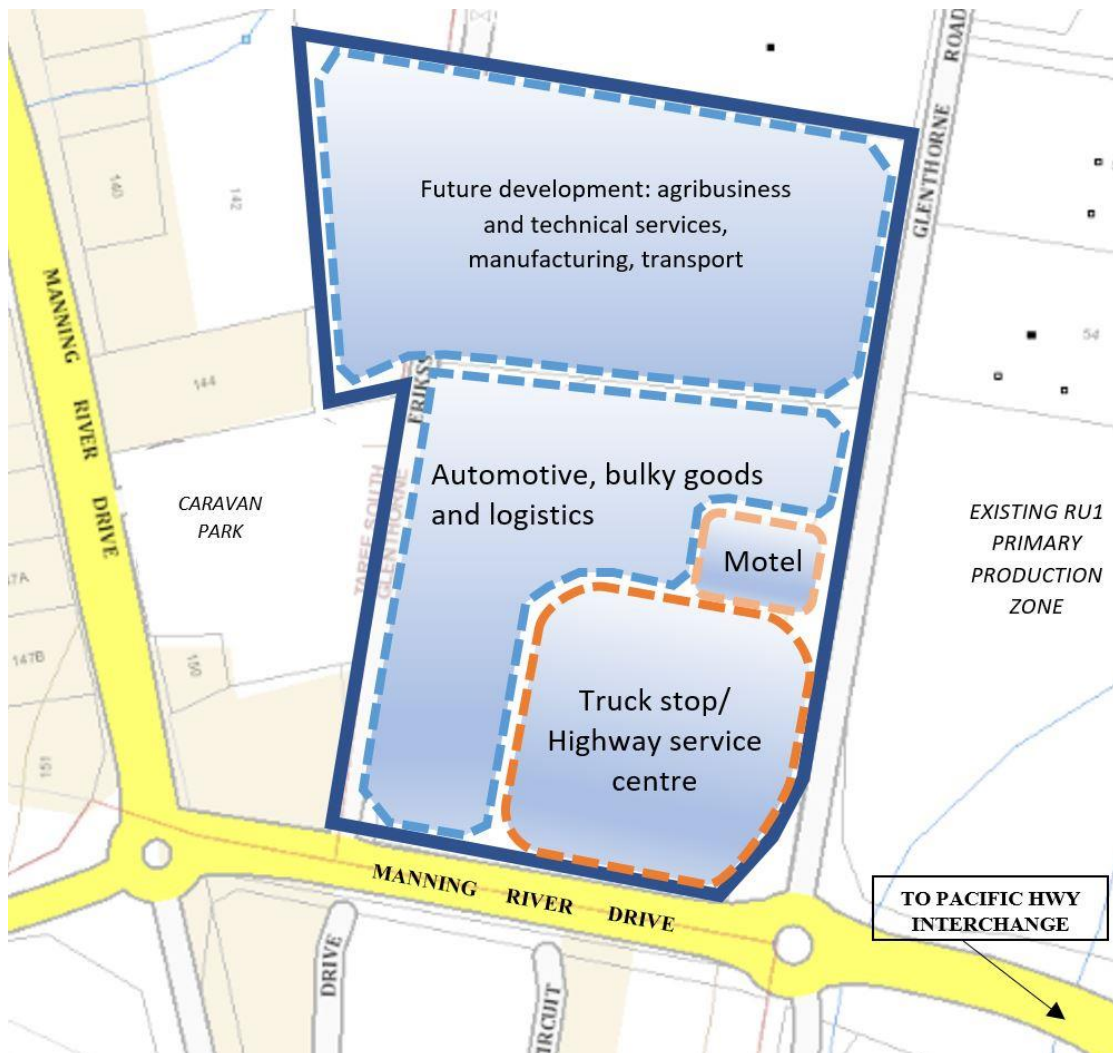 GLENTHORNE ROAD
140
142
Future development: agribusiness
and technical services,
manufacturing, transport
MANNING RIVER DRIVE
54
144
ERIKSS
Automotive, bulky goods
and logistics
CARAVAN
PARK
TAREE SOUTH
GLENTHORNE
Motel
EXISTING RU1
PRIMARY
PRODUCTION
ZONE
147B
150
Truck stop/
Highway service
centre
151
MANNING RIVER DRIVE
TO PACIFIC HWY
INTERCHANGE
DRIVE
IRCUIT